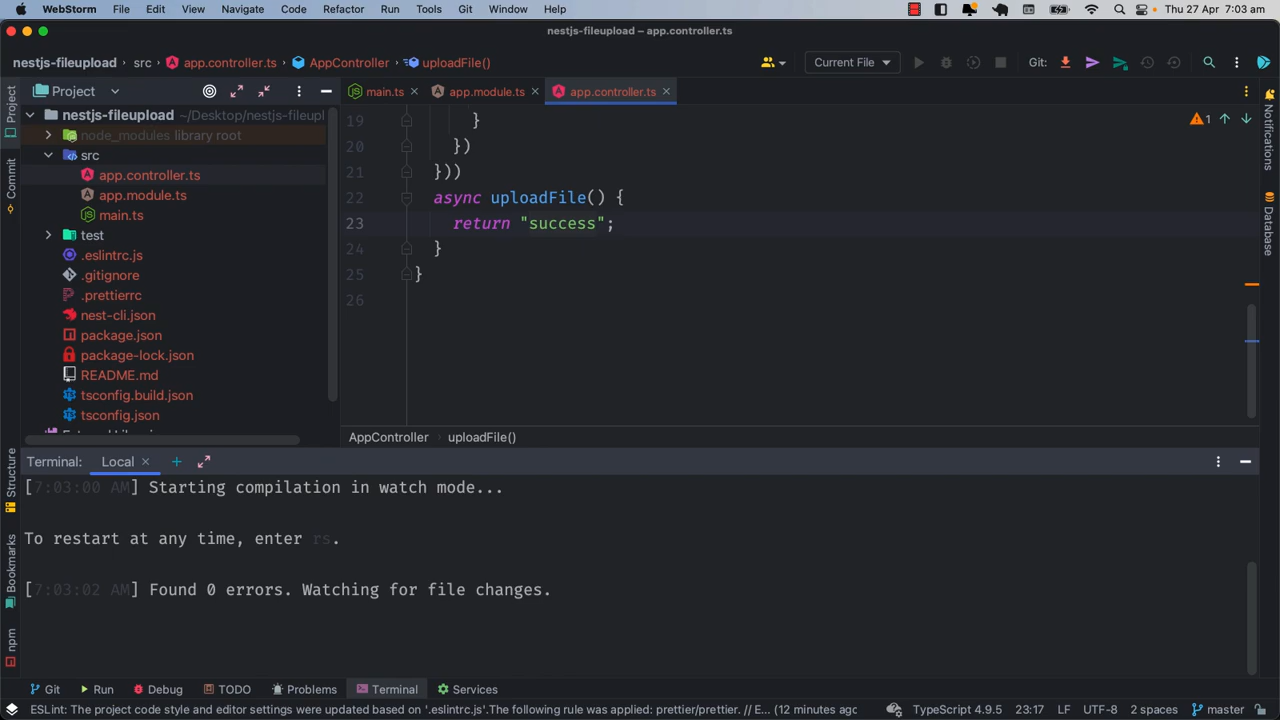 WebStorm File Edit View Navigate Code Refactor Run Tools Git Window Help Thu 27 Apr 7:03 am
nestjs-fileupload – app.controller.ts
nestjs-fileupload src app.controller.ts AppController uploadFile() Current File Git:
Project main.ts app.module.ts app.controller.ts
Project
Commit
Structure
Bookmarks
npm
Notifications
Database
nestjs-fileupload ~/Desktop/nestjs-fileupl
node_modules library root
src
app.controller.ts
app.module.ts
main.ts
test
.eslintrc.js
.gitignore
.prettierrc
nest-cli.json
package.json
package-lock.json
README.md
tsconfig.build.json
tsconfig.json
19 }
20 })
21 }))
22 async uploadFile() {
23 return "success";
24 }
25 }
26
1
AppController uploadFile()
Terminal: Local
[7:03:00 AM] Starting compilation in watch mode...
To restart at any time, enter rs.
[7:03:02 AM] Found 0 errors. Watching for file changes.
Git Run Debug TODO Problems Terminal Services
ESLint: The project code style and editor settings were updated based on '.eslintrc.js'.The following rule was applied: prettier/prettier. // E... (12 minutes ago) TypeScript 4.9.5 23:17 LF UTF-8 2 spaces master